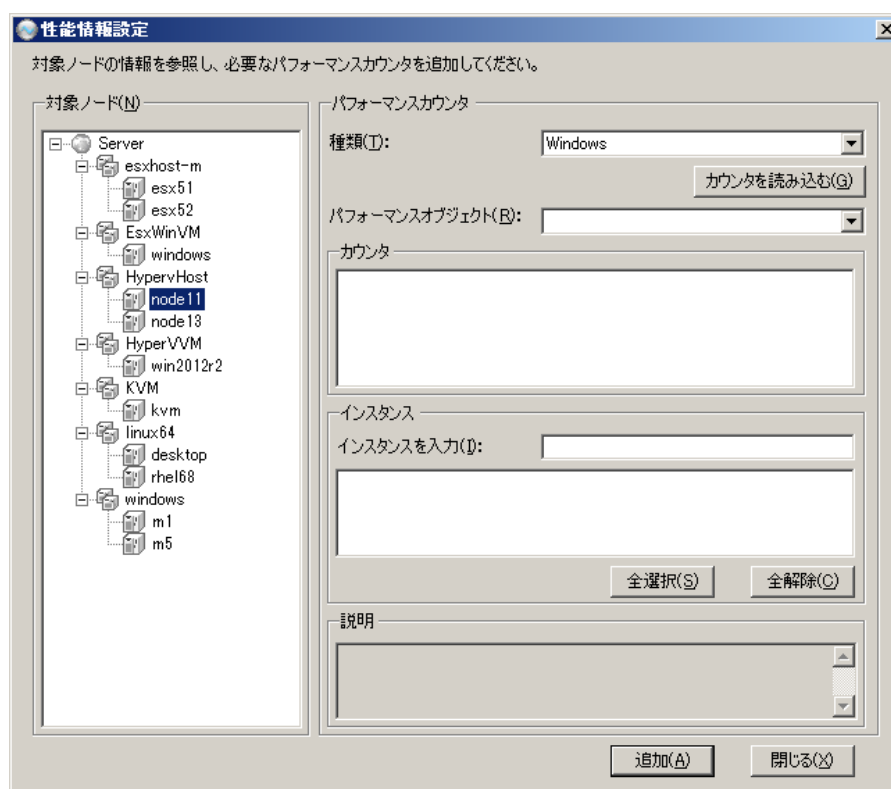 性能情報設定
対象ノードの情報を参照し、必要なパフォーマンスカウンタを追加してください。
対象ノード(N)
Server
esxhost-m
esx51
esx52
EsxWinVM
windows
HypervHost
node11
node13
HyperVVM
win2012r2
KVM
kvm
linux64
desktop
rhel68
windows
m1
m5
パフォーマンスカウンタ
種類(T):
Windows
カウンタを読み込む(G)
パフォーマンスオブジェクト(R):
カウンタ
インスタンス
インスタンスを入力(I):
全選択(S)
全解除(C)
説明
追加(A)
閉じる(X)